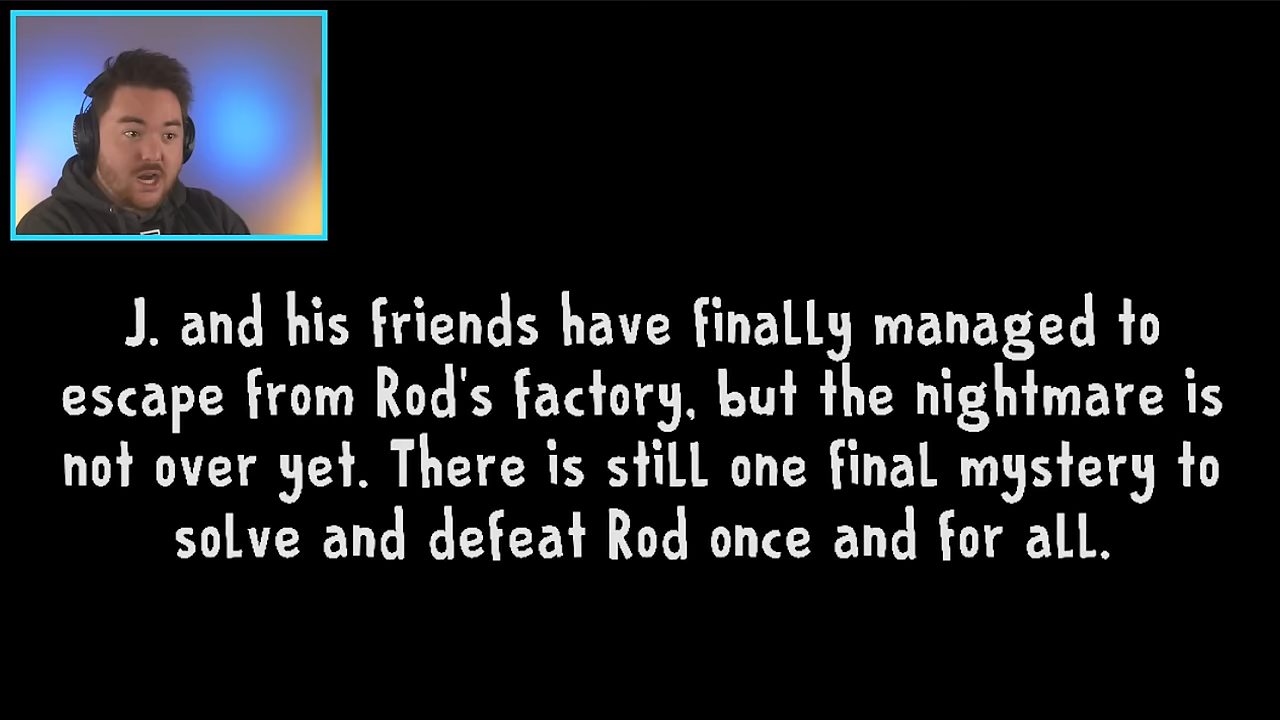 J. and his friends have finally managed to
escape from Rod's factory, but the nightmare is
not over yet. There is still one final mystery to
solve and defeat Rod once and for all.